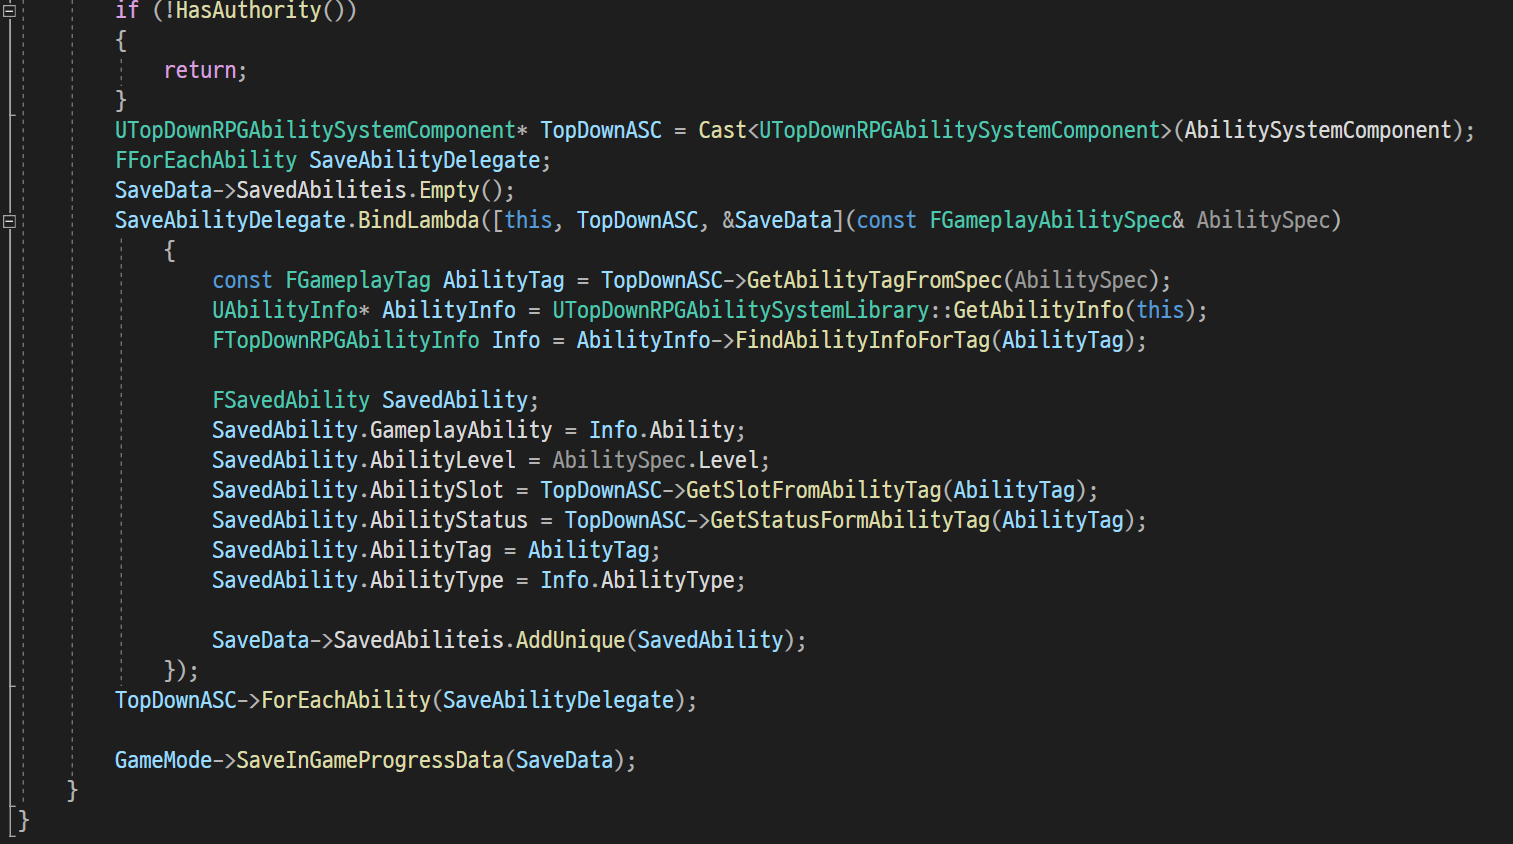 if (!HasAuthority())
{
return;
}
UTopDownRPGAbilitySystemComponent* TopDownASC = Cast<UTopDownRPGAbilitySystemComponent>(AbilitySystemComponent);
FForEachAbility SaveAbilityDelegate;
SaveData->SavedAbiliteis.Empty();
SaveAbilityDelegate.BindLambda([this, TopDownASC, &SaveData](const FGameplayAbilitySpec& AbilitySpec)
{
const FGameplayTag AbilityTag = TopDownASC->GetAbilityTagFromSpec(AbilitySpec);
UAbilityInfo* AbilityInfo = UTopDownRPGAbilitySystemLibrary::GetAbilityInfo(this);
FTopDownRPGAbilityInfo Info = AbilityInfo->FindAbilityInfoForTag(AbilityTag);
FSavedAbility SavedAbility;
SavedAbility.GameplayAbility = Info.Ability;
SavedAbility.AbilityLevel = AbilitySpec.Level;
SavedAbility.AbilitySlot = TopDownASC->GetSlotFromAbilityTag(AbilityTag);
SavedAbility.AbilityStatus = TopDownASC->GetStatusFormAbilityTag(AbilityTag);
SavedAbility.AbilityTag = AbilityTag;
SavedAbility.AbilityType = Info.AbilityType;
SaveData->SavedAbiliteis.AddUnique(SavedAbility);
});
TopDownASC->ForEachAbility(SaveAbilityDelegate);
GameMode->SaveInGameProgressData(SaveData);
}
}